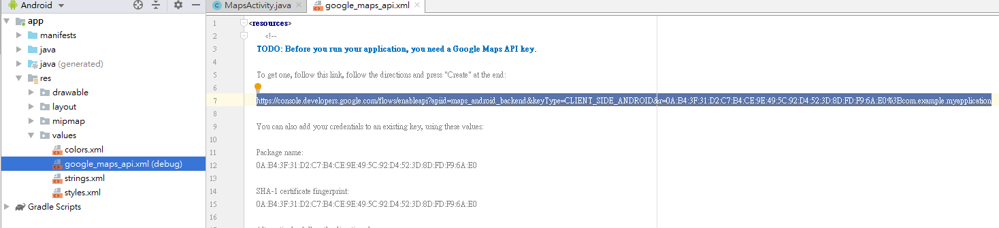 Android
MapsActivity.java
google_maps_api.xml
app
manifests
java
java (generated)
res
drawable
layout
mipmap
values
colors.xml
google_maps_api.xml (debug)
strings.xml
styles.xml
Gradle Scripts
1 <resources>
2 <!--
3 TODO: Before you run your application, you need a Google Maps API key.
4
5 To get one, follow this link, follow the directions and press "Create" at the end:
6
7 https://console.developers.google.com/flows/enableapi?apiid=maps_android_backend&keyType=CLIENT_SIDE_ANDROID&r=0A:B4:3F:31:D2:C7:B4:CE:9E:49:5C:92:D4:52:3D:8D:FD:F9:6A:E0%3Bcom.example.myapplication
8
9 You can also add your credentials to an existing key, using these values:
10
11 Package name:
12 0A:B4:3F:31:D2:C7:B4:CE:9E:49:5C:92:D4:52:3D:8D:FD:F9:6A:E0
13
14 SHA-1 certificate fingerprint:
15 0A:B4:3F:31:D2:C7:B4:CE:9E:49:5C:92:D4:52:3D:8D:FD:F9:6A:E0
16